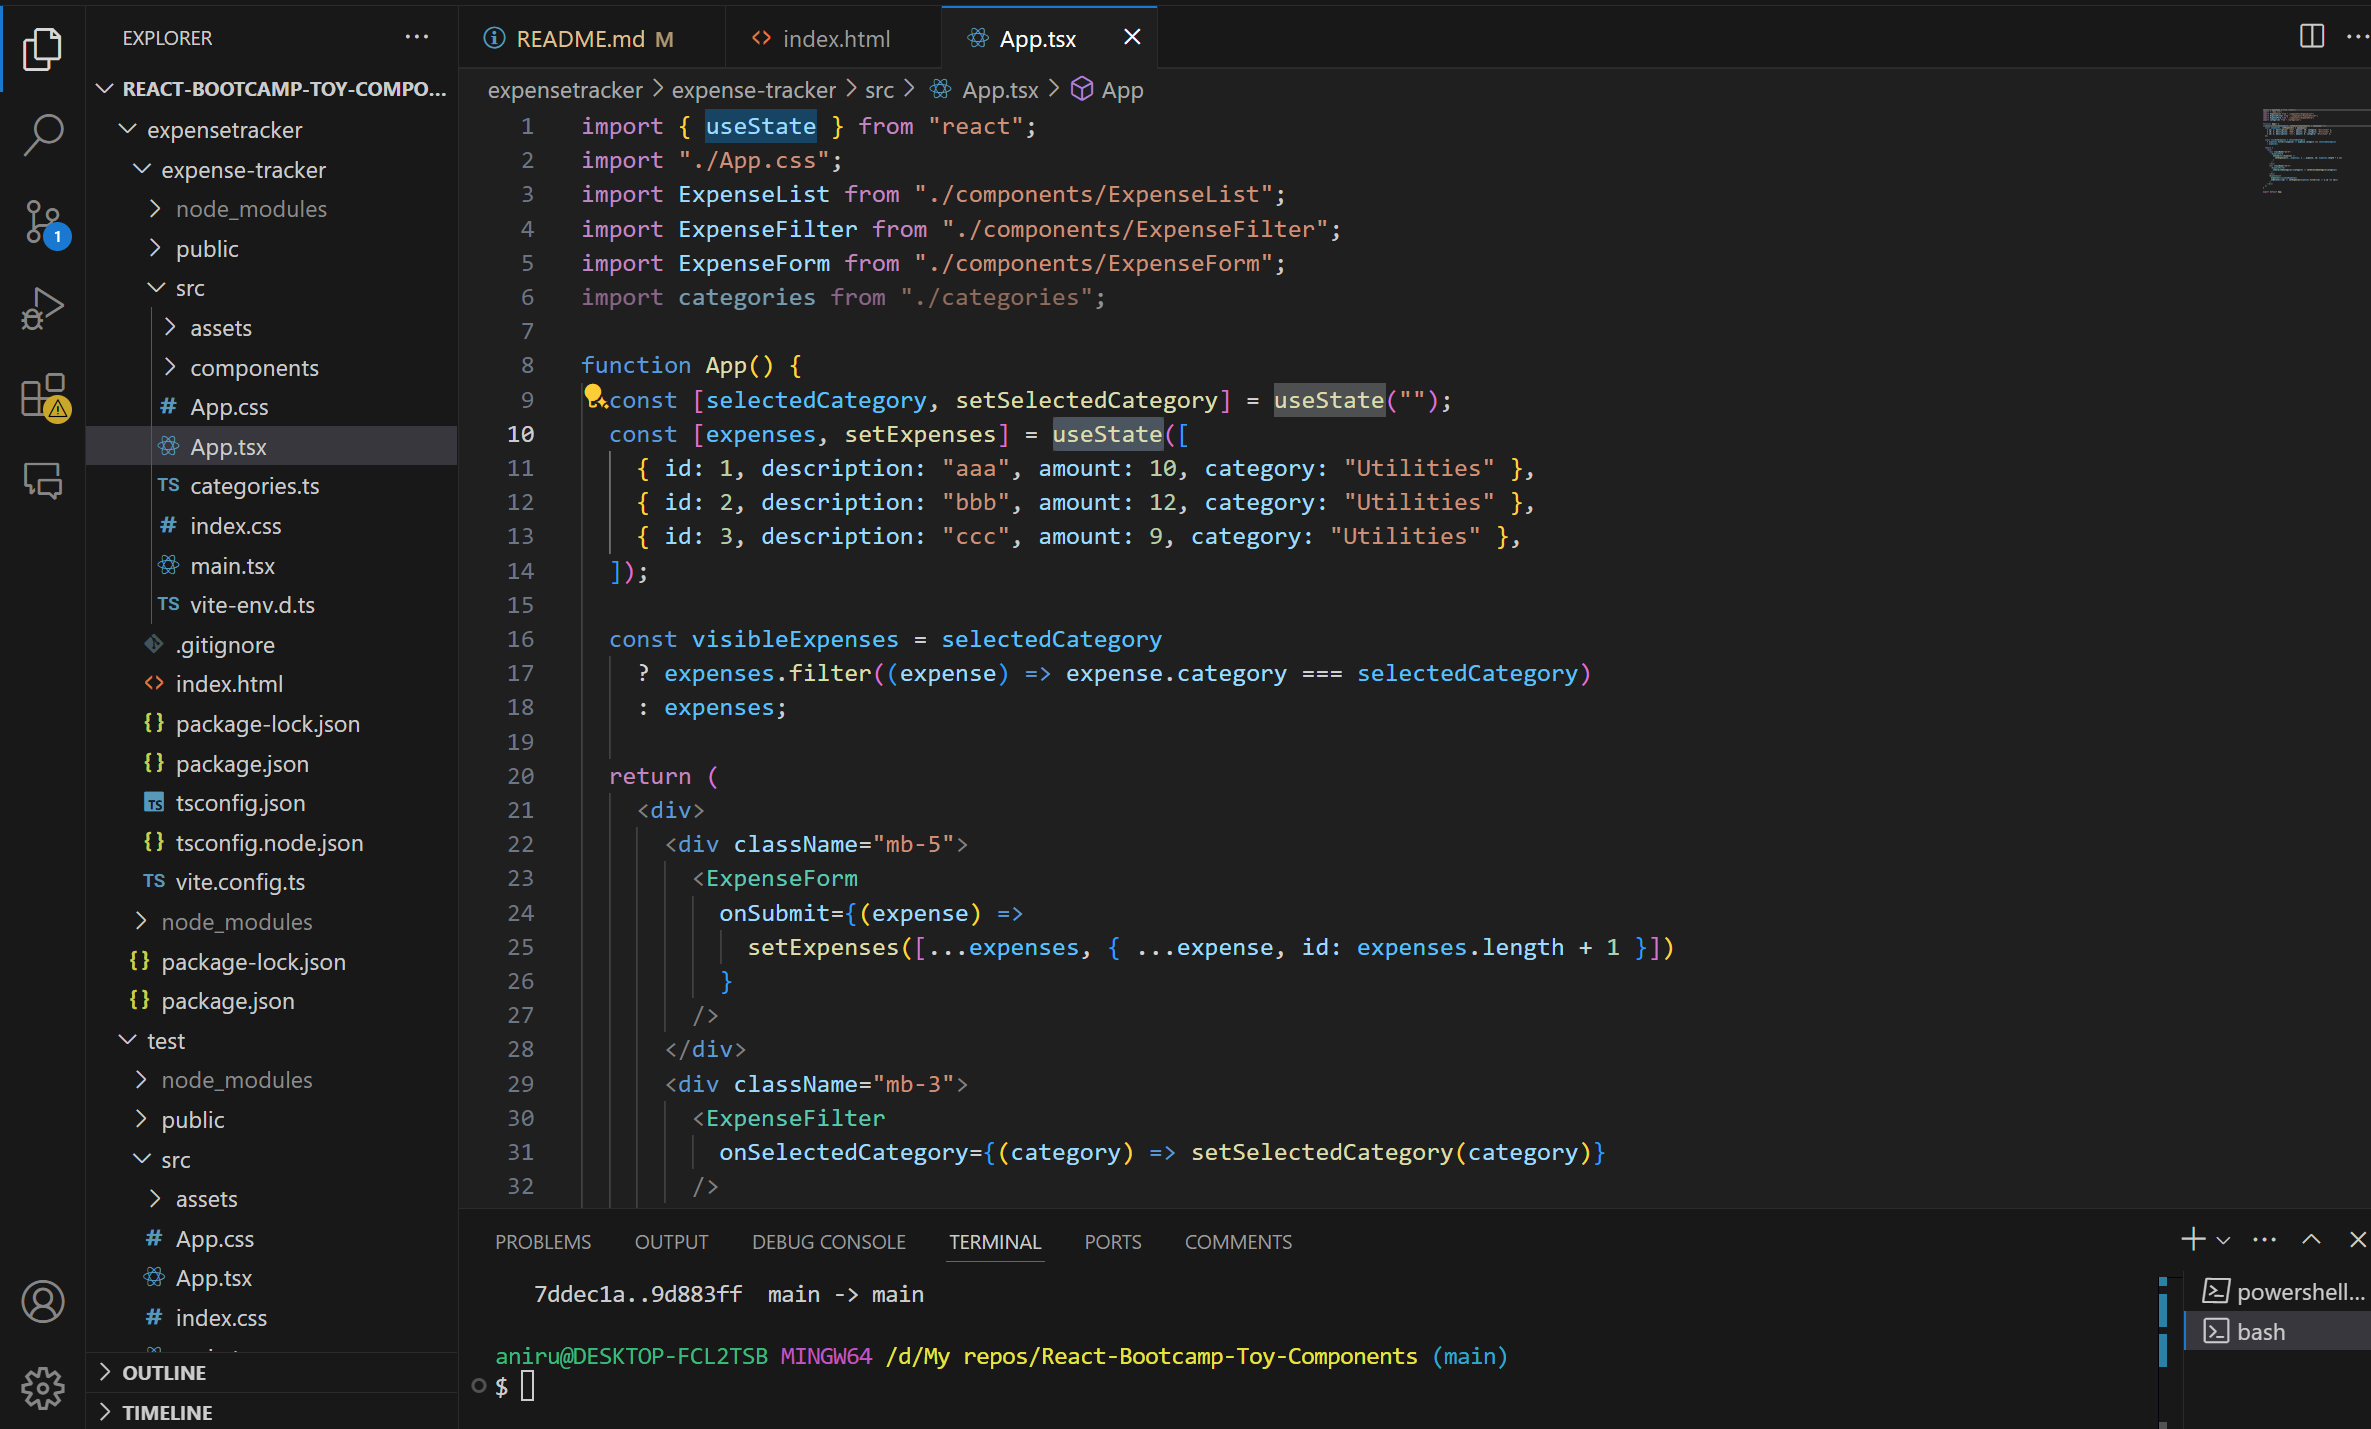 EXPLORER
REACT-BOOTCAMP-TOY-COMPO...
expensetracker
expense-tracker
node_modules
public
src
assets
components
App.css
App.tsx
TS categories.ts
index.css
main.tsx
TS vite-env.d.ts
.gitignore
index.html
package-lock.json
package.json
TS tsconfig.json
tsconfig.node.json
TS vite.config.ts
node_modules
package-lock.json
package.json
test
node_modules
public
src
assets
App.css
App.tsx
index.css
OUTLINE
TIMELINE
1
README.md M
index.html
App.tsx
expensetracker > expense-tracker > src > App.tsx > App
1 import { useState } from "react";
2 import "./App.css";
3 import ExpenseList from "./components/ExpenseList";
4 import ExpenseFilter from "./components/ExpenseFilter";
5 import ExpenseForm from "./components/ExpenseForm";
6 import categories from "./categories";
7
8 function App() {
9 const [selectedCategory, setSelectedCategory] = useState("");
10 const [expenses, setExpenses] = useState([
11 { id: 1, description: "aaa", amount: 10, category: "Utilities" },
12 { id: 2, description: "bbb", amount: 12, category: "Utilities" },
13 { id: 3, description: "ccc", amount: 9, category: "Utilities" },
14 ]);
15
16 const visibleExpenses = selectedCategory
17 ? expenses.filter((expense) => expense.category === selectedCategory)
18 : expenses;
19
20 return (
21 <div>
22 <div className="mb-5">
23 <ExpenseForm
24 onSubmit={(expense) =>
25 setExpenses([...expenses, { ...expense, id: expenses.length + 1 }])
26 }
27 />
28 </div>
29 <div className="mb-3">
30 <ExpenseFilter
31 onSelectedCategory={(category) => setSelectedCategory(category)}
32 />
PROBLEMS OUTPUT DEBUG CONSOLE TERMINAL PORTS COMMENTS
7ddec1a..9d883ff main -> main
aniru@DESKTOP-FCL2TSB MINGW64 /d/My repos/React-Bootcamp-Toy-Components (main)
$
powershell...
bash